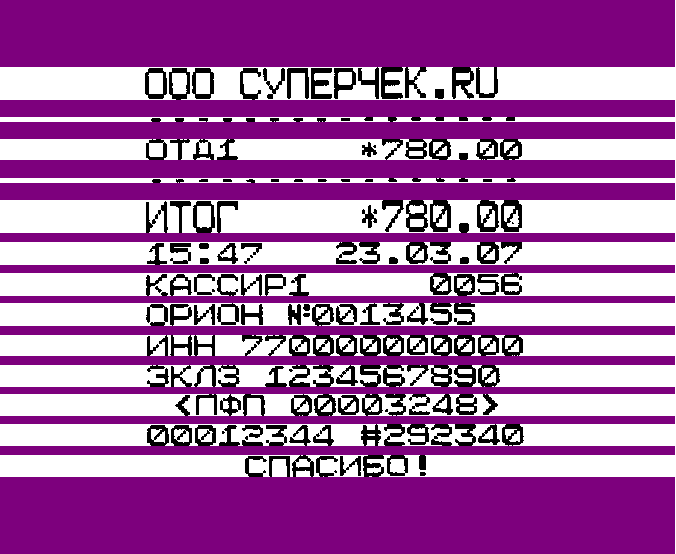 ООО СУПЕРЧЕК.RU
- - - - - - - - - - - - - - - -
ОТД1 *780.00
- - - - - - - - - - - - - - - -
ИТОГ *780.00
15:47 23.03.07
КАССИР1 0056
ОРИОН №0013455
ИНН 770000000000
ЭКЛЗ 1234567890
<ПФП 00003248>
00012344 #292340
СПАСИБО!